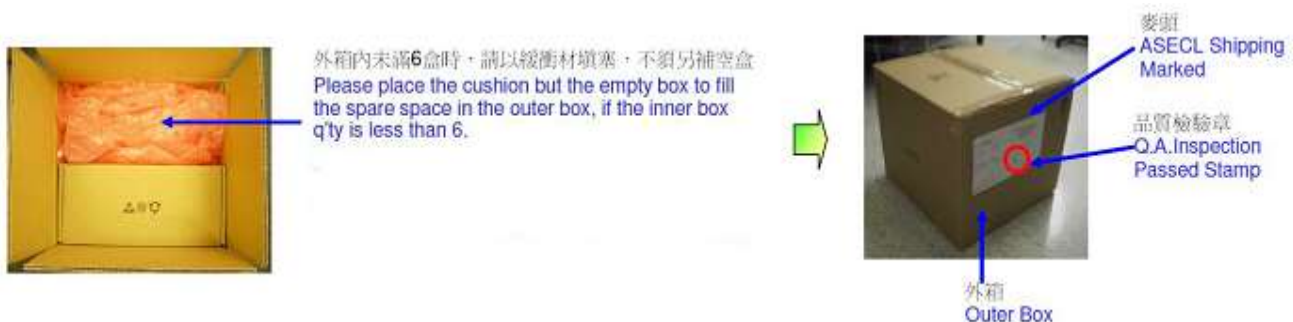 外箱內未滿6盒時，請以緩衝材填塞，不須另補空盒
Please place the cushion but the empty box to fill
the spare space in the outer box, if the inner box
q'ty is less than 6.
麥頭
ASECL Shipping
Marked
品質檢驗章
Q.A.Inspection
Passed Stamp
外箱
Outer Box